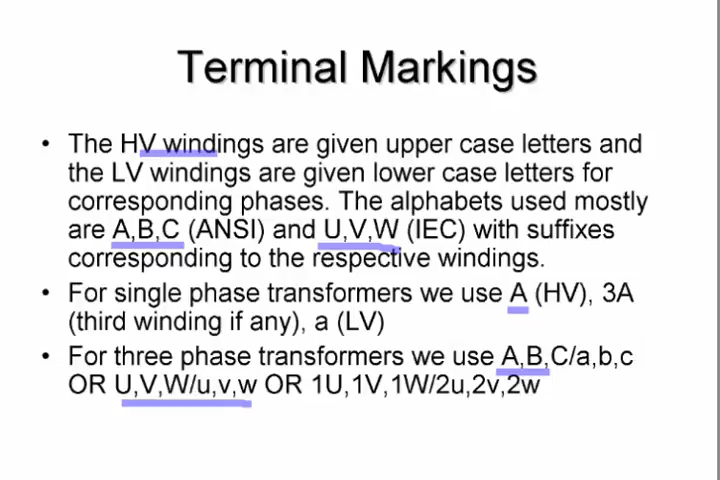 Terminal Markings
• The HV windings are given upper case letters and
the LV windings are given lower case letters for
corresponding phases. The alphabets used mostly
are A,B,C (ANSI) and U,V,W (IEC) with suffixes
corresponding to the respective windings.
• For single phase transformers we use A (HV), 3A
(third winding if any), a (LV)
• For three phase transformers we use A,B,C/a,b,c
OR U,V,W/u,v,w OR 1U,1V,1W/2u,2v,2w